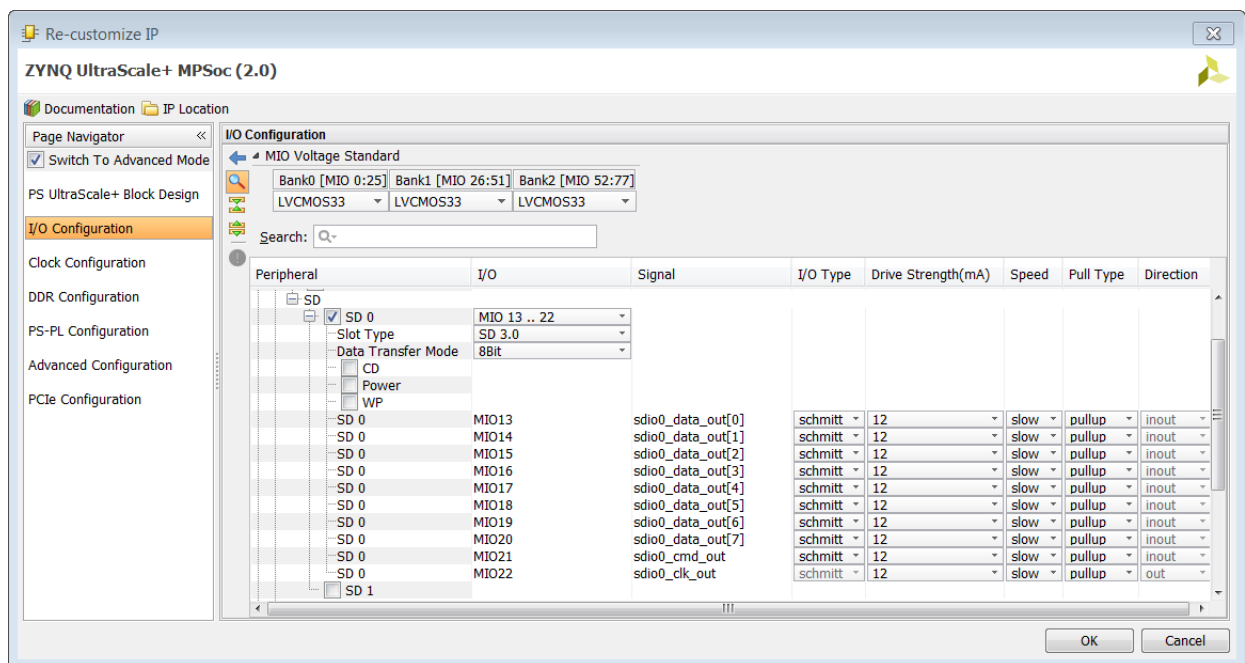 Re-customize IP
ZYNQ UltraScale+ MPSoc (2.0)
Documentation IP Location
Page Navigator «
Switch To Advanced Mode
PS UltraScale+ Block Design
I/O Configuration
Clock Configuration
DDR Configuration
PS-PL Configuration
Advanced Configuration
PCIe Configuration
I/O Configuration
MIO Voltage Standard
Bank0 [MIO 0:25] Bank1 [MIO 26:51] Bank2 [MIO 52:77]
LVCMOS33 LVCMOS33 LVCMOS33
Search:
Peripheral I/O Signal I/O Type Drive Strength(mA) Speed Pull Type Direction
SD
SD 0 MIO 13 .. 22
Slot Type SD 3.0
Data Transfer Mode 8Bit
CD
Power
WP
SD 0 MIO13 sdio0_data_out[0] schmitt 12 slow pullup inout
SD 0 MIO14 sdio0_data_out[1] schmitt 12 slow pullup inout
SD 0 MIO15 sdio0_data_out[2] schmitt 12 slow pullup inout
SD 0 MIO16 sdio0_data_out[3] schmitt 12 slow pullup inout
SD 0 MIO17 sdio0_data_out[4] schmitt 12 slow pullup inout
SD 0 MIO18 sdio0_data_out[5] schmitt 12 slow pullup inout
SD 0 MIO19 sdio0_data_out[6] schmitt 12 slow pullup inout
SD 0 MIO20 sdio0_data_out[7] schmitt 12 slow pullup inout
SD 0 MIO21 sdio0_cmd_out schmitt 12 slow pullup inout
SD 0 MIO22 sdio0_clk_out schmitt 12 slow pullup out
SD 1
OK Cancel